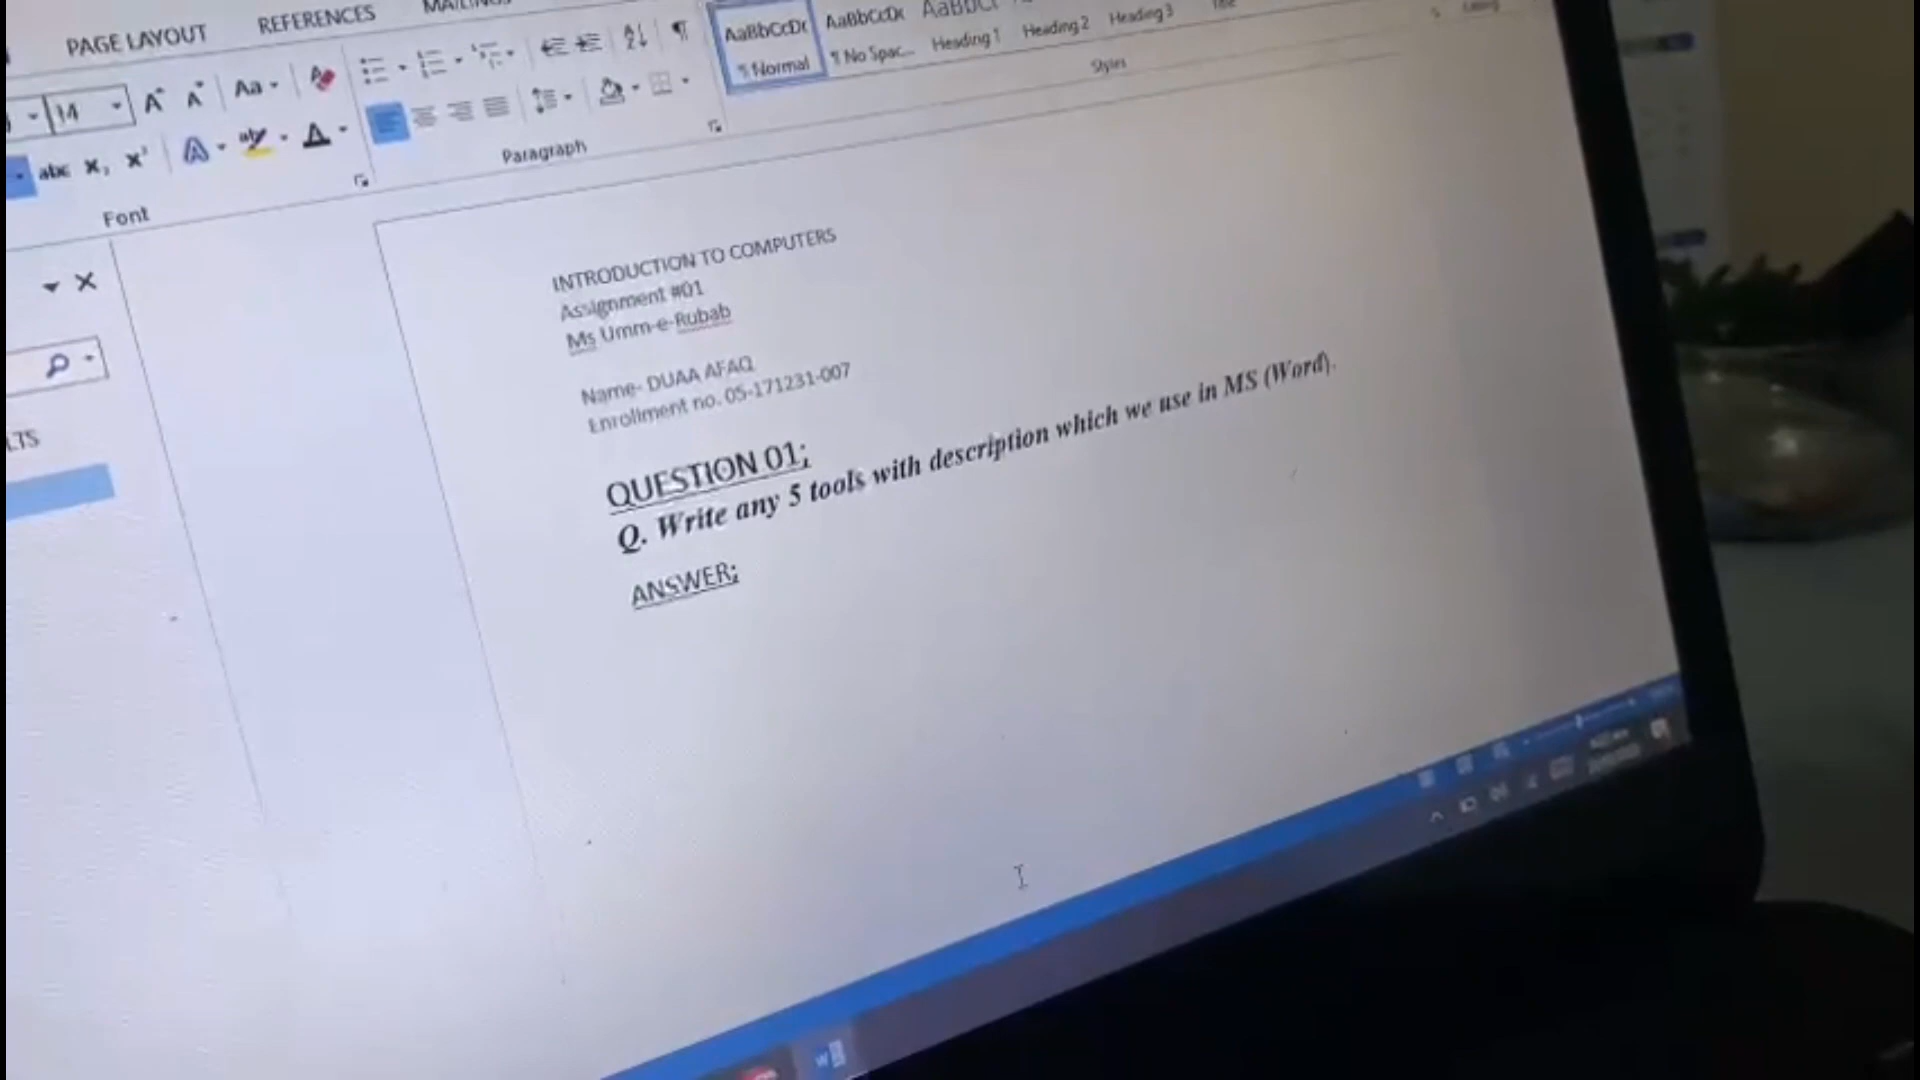 PAGE LAYOUT
REFERENCES
14
Aa
abc
Font
Paragraph
AaBbCcDc
¶ Normal
AaBbCcDc
¶ No Spac...
Heading 1
Heading 2
Heading 3
Styles
INTRODUCTION TO COMPUTERS
Assignment #01
Ms Umm-e-Rubab
Name- DUAA AFAQ
Enrollment no. 05-171231-007
QUESTION 01;
Q. Write any 5 tools with description which we use in MS (Word).
ANSWER;